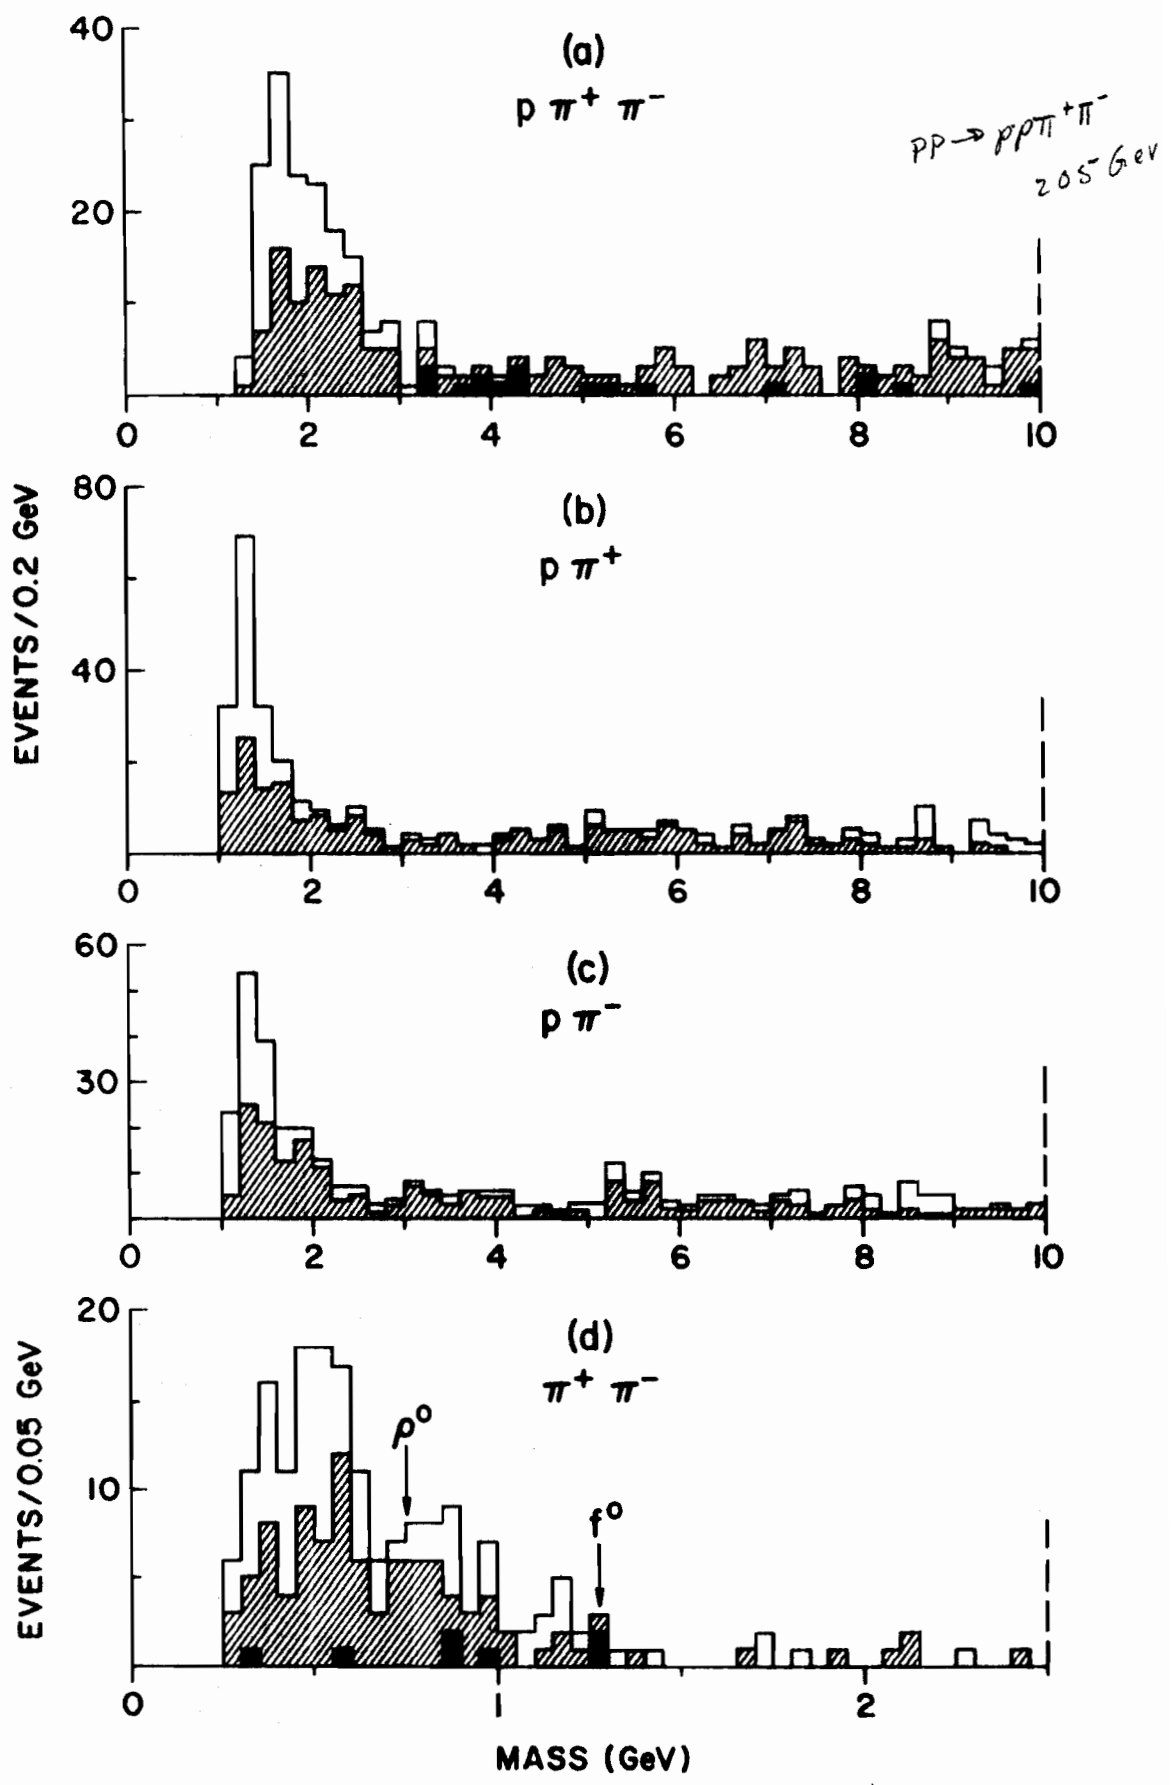 40
20
(a)
p π⁺ π⁻
pp → ppπ⁺π⁻
205 GeV
0 2 4 6 8 10
EVENTS/0.2 GeV
80
40
(b)
p π⁺
0 2 4 6 8 10
60
30
(c)
p π⁻
0 2 4 6 8 10
EVENTS/0.05 GeV
20
10
(d)
π⁺ π⁻
ρ⁰
f⁰
0 1 2
MASS (GeV)